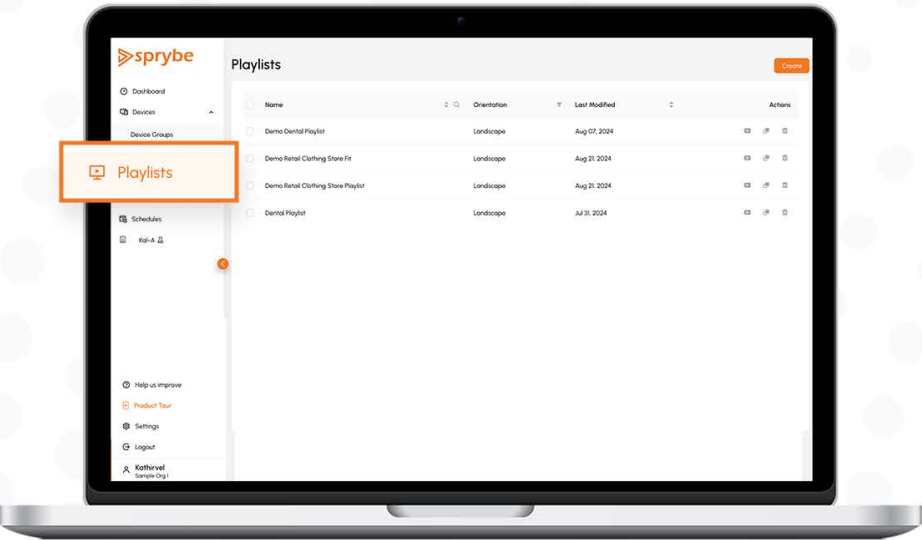 sprybe
Dashboard
Devices
Device Groups
Playlists
Schedules
Kal-A
Help us improve
Product Tour
Settings
Logout
Kathirvel
Sample Org 1
Playlists
Create
Name Orientation Last Modified Actions
Demo Dental Playlist Landscape Aug 07, 2024
Demo Retail Clothing Store Fit Landscape Aug 21, 2024
Demo Retail Clothing Store Playlist Landscape Aug 21, 2024
Dental Playlist Landscape Jul 31, 2024